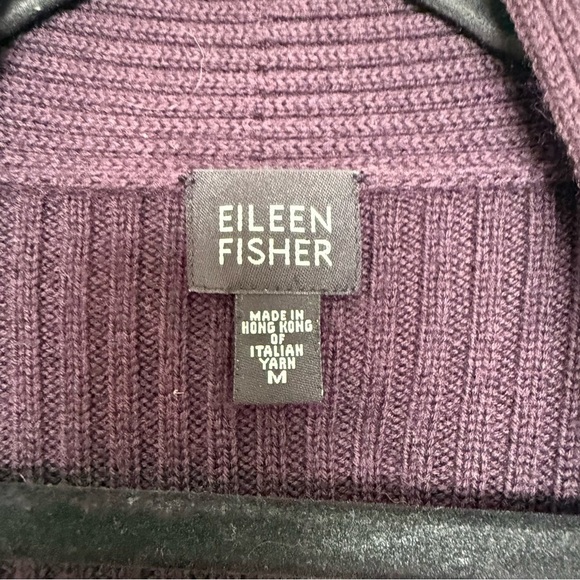 EILEEN
FISHER
MADE IN
HONG KONG
OF
ITALIAN
YARN
M